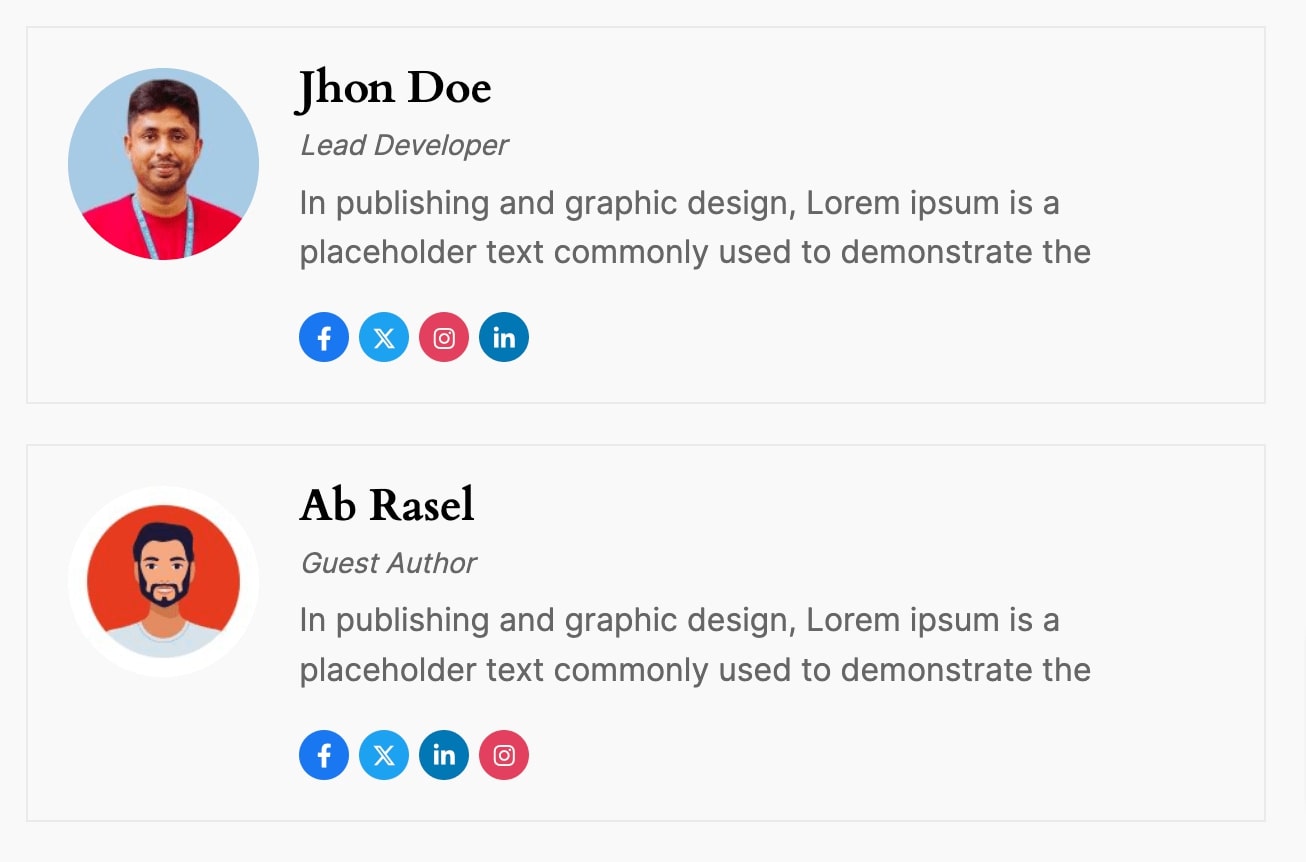 Jhon Doe
Lead Developer
In publishing and graphic design, Lorem ipsum is a
placeholder text commonly used to demonstrate the
Ab Rasel
Guest Author
In publishing and graphic design, Lorem ipsum is a
placeholder text commonly used to demonstrate the